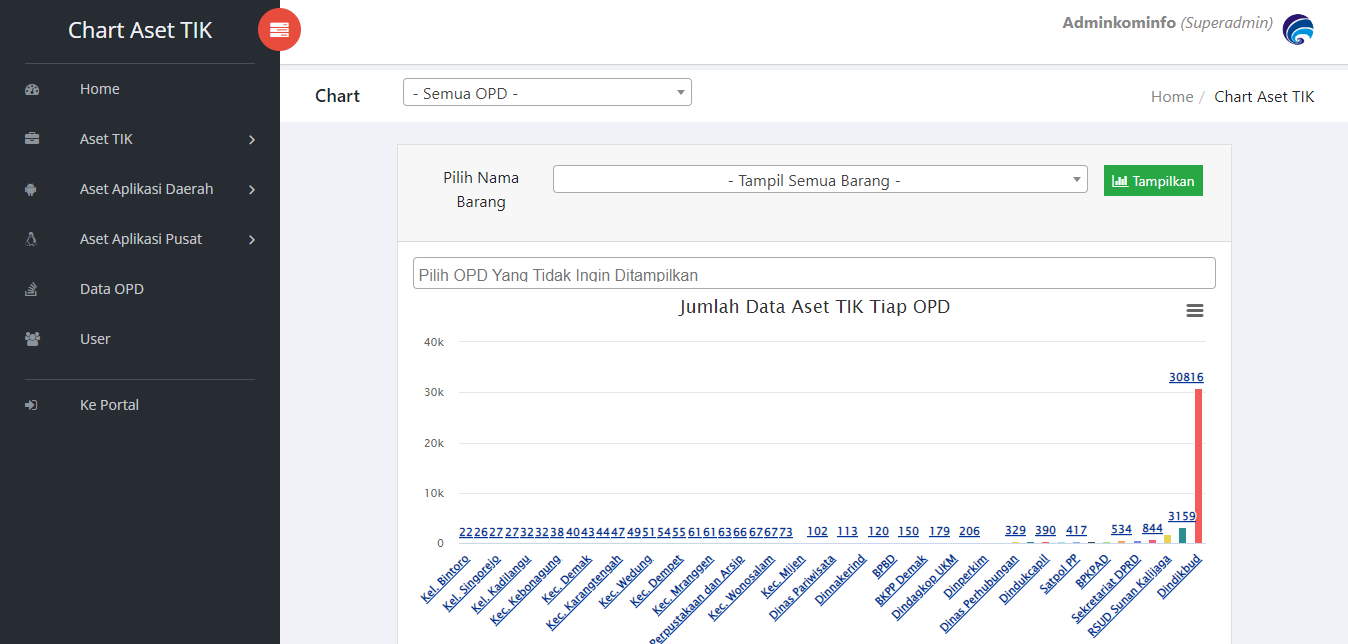 Chart Aset TIK
Adminkominfo (Superadmin)
Home
Aset TIK
Aset Aplikasi Daerah
Aset Aplikasi Pusat
Data OPD
User
Ke Portal
Chart
- Semua OPD -
Home / Chart Aset TIK
Pilih Nama
Barang
- Tampil Semua Barang -
Tampilkan
Pilih OPD Yang Tidak Ingin Ditampilkan
Jumlah Data Aset TIK Tiap OPD
40k
30k
20k
10k
0
22 26 27 27 32 32 38 40 43 44 47 49 51 54 55 61 61 63 66 67 67 73 102 113 120 150 179 206 329 390 417 534 844 3159 30816
Kel. Bintoro
Kel. Singorejo
Kel. Kadilangu
Kec. Kebonagung
Kec. Demak
Kec. Karangtengah
Kec. Wedung
Kec. Dempet
Kec. Mranggen
Perpustakaan dan Arsip
Kec. Wonosalam
Kec. Mijen
Dinas Pariwisata
Dinnakerind
BPBD
BKPP Demak
Dindagkop UKM
Dinperkim
Dinas Perhubungan
Dindukcapil
Satpol PP
BPKPAD
Sekretariat DPRD
RSUD Sunan Kalijaga
Dindikbud